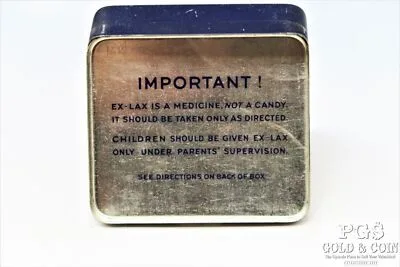 IMPORTANT!
EX-LAX IS A MEDICINE, NOT A CANDY.
IT SHOULD BE TAKEN ONLY AS DIRECTED.
CHILDREN SHOULD BE GIVEN EX-LAX
ONLY UNDER PARENTS' SUPERVISION.
SEE DIRECTIONS ON BACK OF BOX
PGS
GOLD & COIN